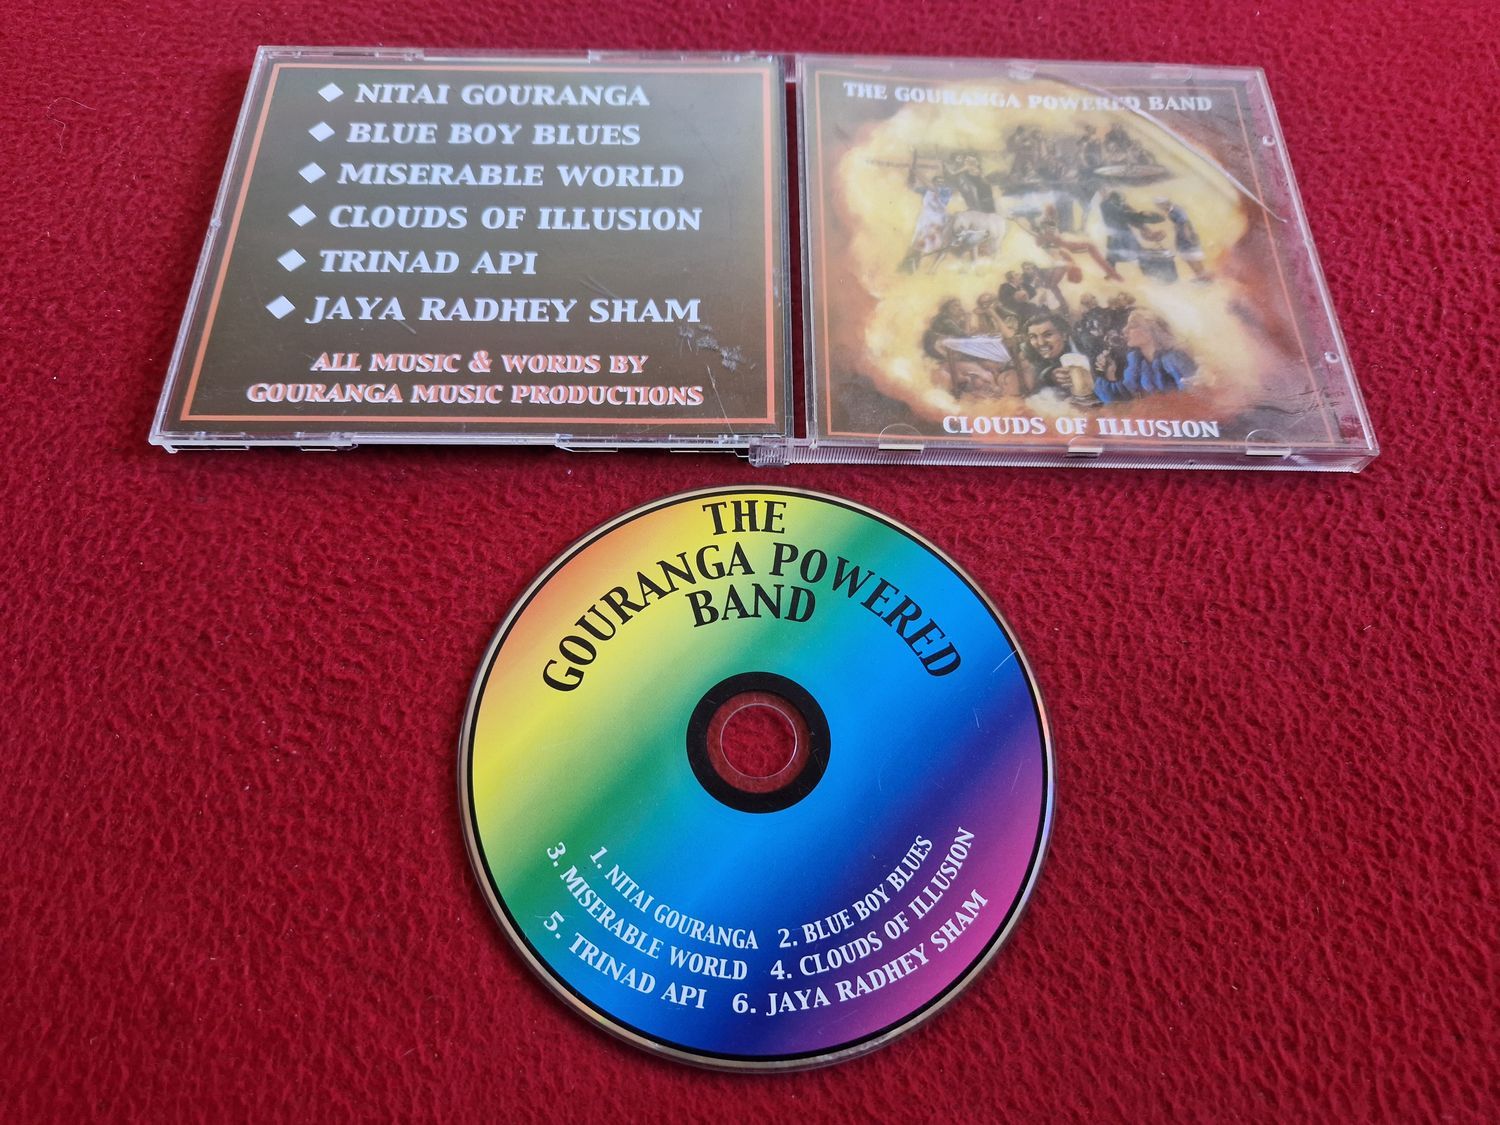 NITAI GOURANGA
BLUE BOY BLUES
MISERABLE WORLD
CLOUDS OF ILLUSION
TRINAD API
JAYA RADHEY SHAM
ALL MUSIC & WORDS BY
GOURANGA MUSIC PRODUCTIONS
THE GOURANGA POWERED BAND
CLOUDS OF ILLUSION
THE
GOURANGA POWERED
BAND
1. NITAI GOURANGA 2. BLUE BOY BLUES
3. MISERABLE WORLD 4. CLOUDS OF ILLUSION
5. TRINAD API 6. JAYA RADHEY SHAM